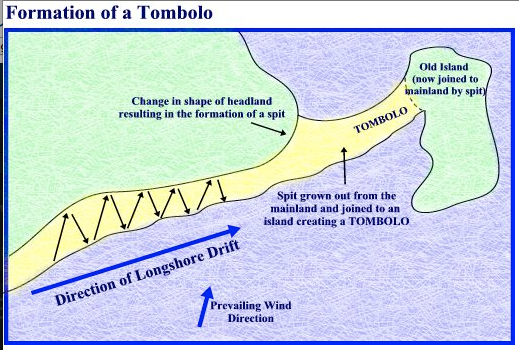 Formation of a Tombolo
Old Island
(now joined to
mainland by spit)
Change in shape of headland
resulting in the formation of a spit
TOMBOLO
Spit grown out from the
mainland and joined to an
island creating a TOMBOLO
Direction of Longshore Drift
Prevailing Wind
Direction